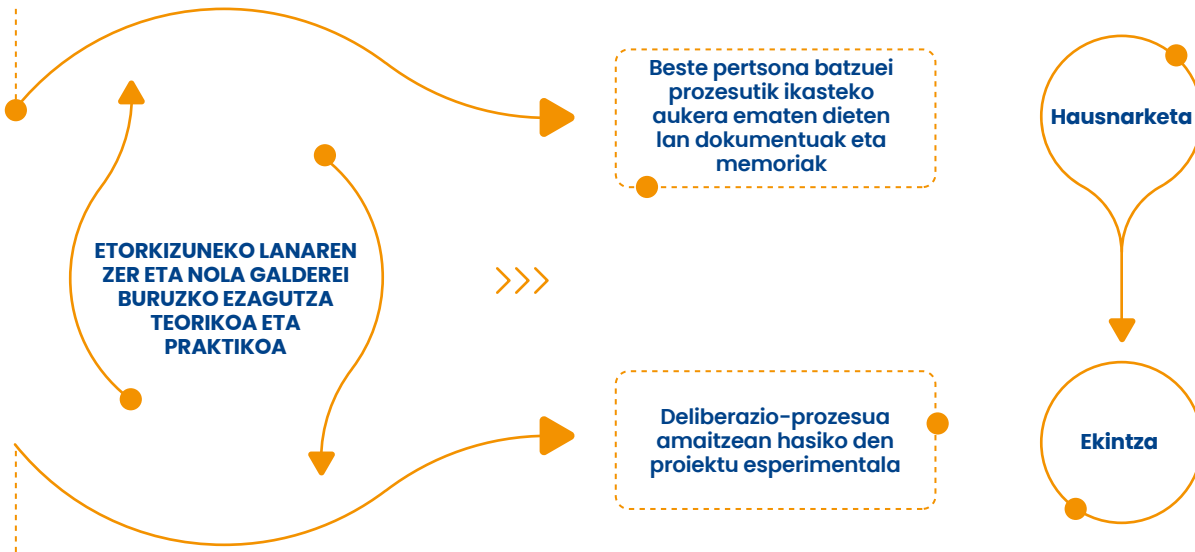 Beste pertsona batzuei
prozesutik ikasteko
aukera ematen dieten
lan dokumentuak eta
memoriak
Hausnarketa
ETORKIZUNEKO LANAREN
ZER ETA NOLA GALDEREI
BURUZKO EZAGUTZA
TEORIKOA ETA
PRAKTIKOA
Deliberazio-prozesua
amaitzean hasiko den
proiektu esperimentala
Ekintza